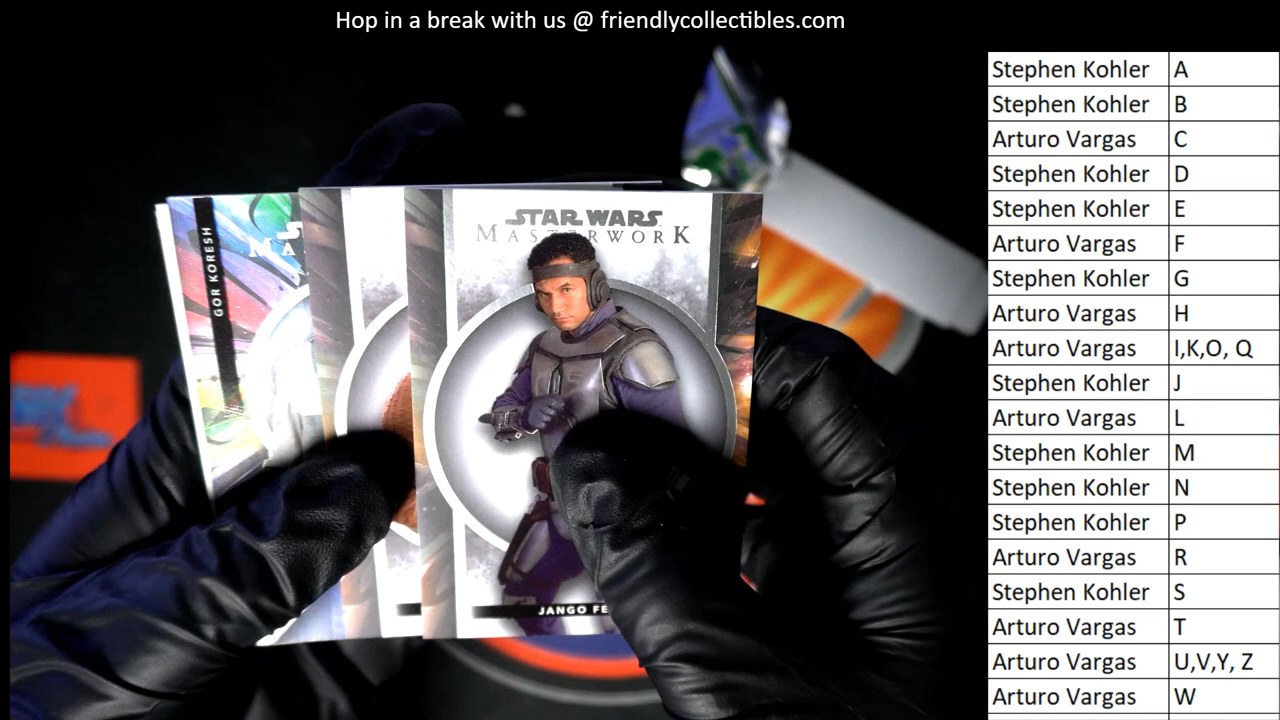 Hop in a break with us @ friendlycollectibles.com
STAR WARS
MASTERWORK
GOR KORESH
JANGO FE
Stephen Kohler A
Stephen Kohler B
Arturo Vargas C
Stephen Kohler D
Stephen Kohler E
Arturo Vargas F
Stephen Kohler G
Arturo Vargas H
Arturo Vargas I,K,O, Q
Stephen Kohler J
Arturo Vargas L
Stephen Kohler M
Stephen Kohler N
Stephen Kohler P
Arturo Vargas R
Stephen Kohler S
Arturo Vargas T
Arturo Vargas U,V,Y, Z
Arturo Vargas W